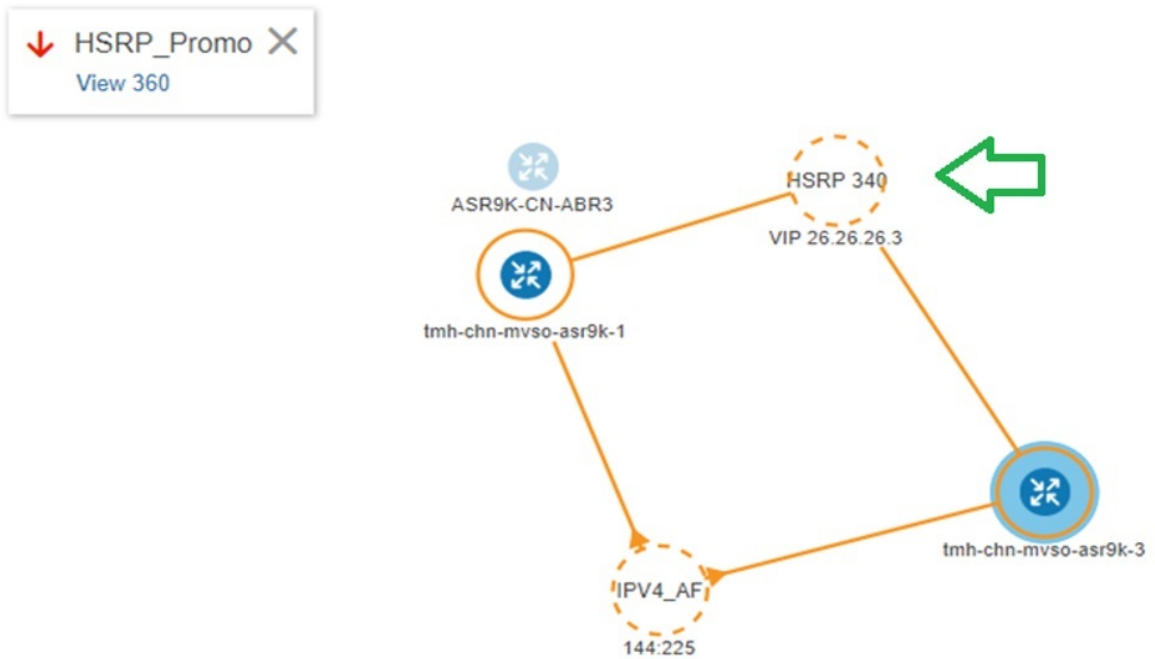 HSRP_Promo
View 360
ASR9K-CN-ABR3
HSRP 340
VIP 26.26.26.3
tmh-chn-mvso-asr9k-1
tmh-chn-mvso-asr9k-3
IPV4_AF
144:225